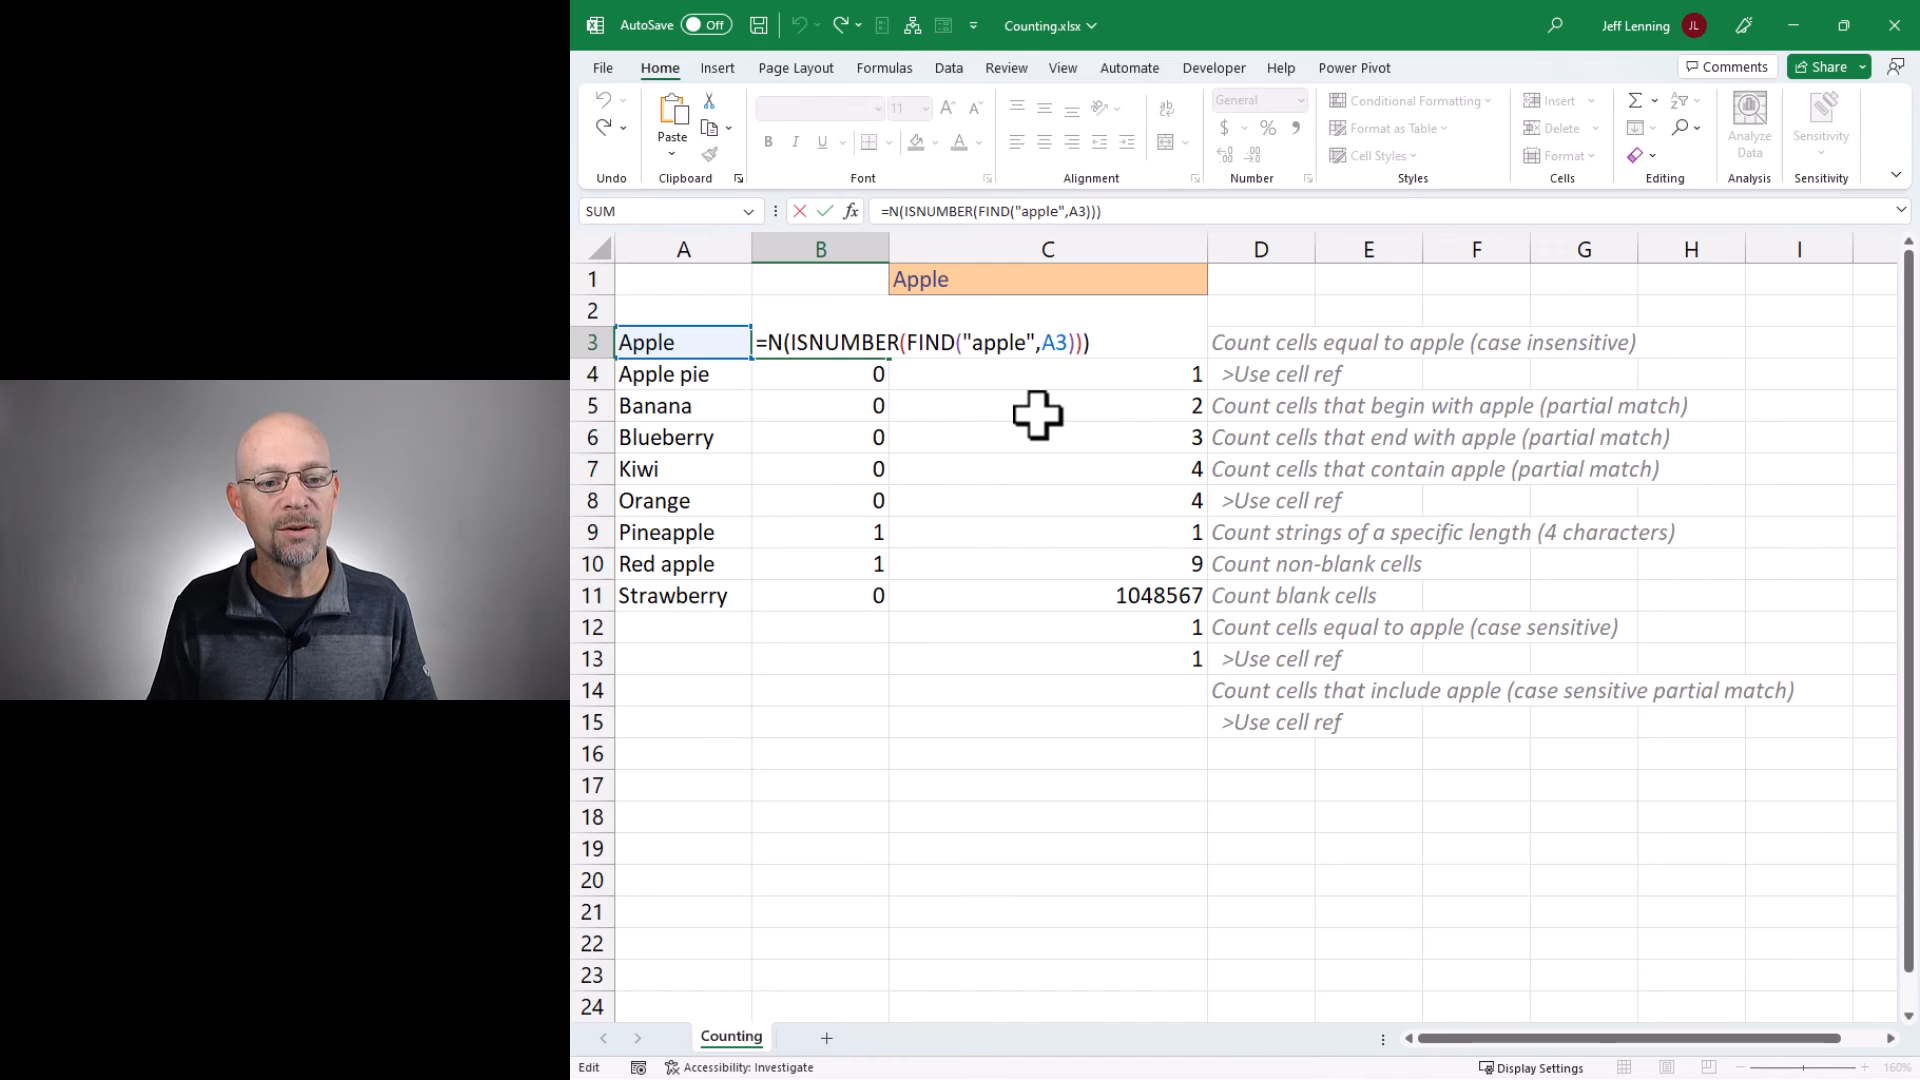 AutoSave Off Counting.xlsx Jeff Lenning JL
File Home Insert Page Layout Formulas Data Review View Automate Developer Help Power Pivot Comments Share
11 General Conditional Formatting Insert
Paste Format as Table Delete Analyze Data Sensitivity
B I U A $ % 9 Cell Styles Format
Undo Clipboard Font Alignment Number Styles Cells Editing Analysis Sensitivity
SUM fx =N(ISNUMBER(FIND("apple",A3)))
A B C D E F G H I
1 Apple
2
3 Apple =N(ISNUMBER(FIND("apple",A3))) Count cells equal to apple (case insensitive)
4 Apple pie 0 1 >Use cell ref
5 Banana 0 2 Count cells that begin with apple (partial match)
6 Blueberry 0 3 Count cells that end with apple (partial match)
7 Kiwi 0 4 Count cells that contain apple (partial match)
8 Orange 0 4 >Use cell ref
9 Pineapple 1 1 Count strings of a specific length (4 characters)
10 Red apple 1 9 Count non-blank cells
11 Strawberry 0 1048567 Count blank cells
12 1 Count cells equal to apple (case sensitive)
13 1 >Use cell ref
14 Count cells that include apple (case sensitive partial match)
15 >Use cell ref
16
17
18
19
20
21
22
23
24
Counting
Edit Accessibility: Investigate Display Settings 160%